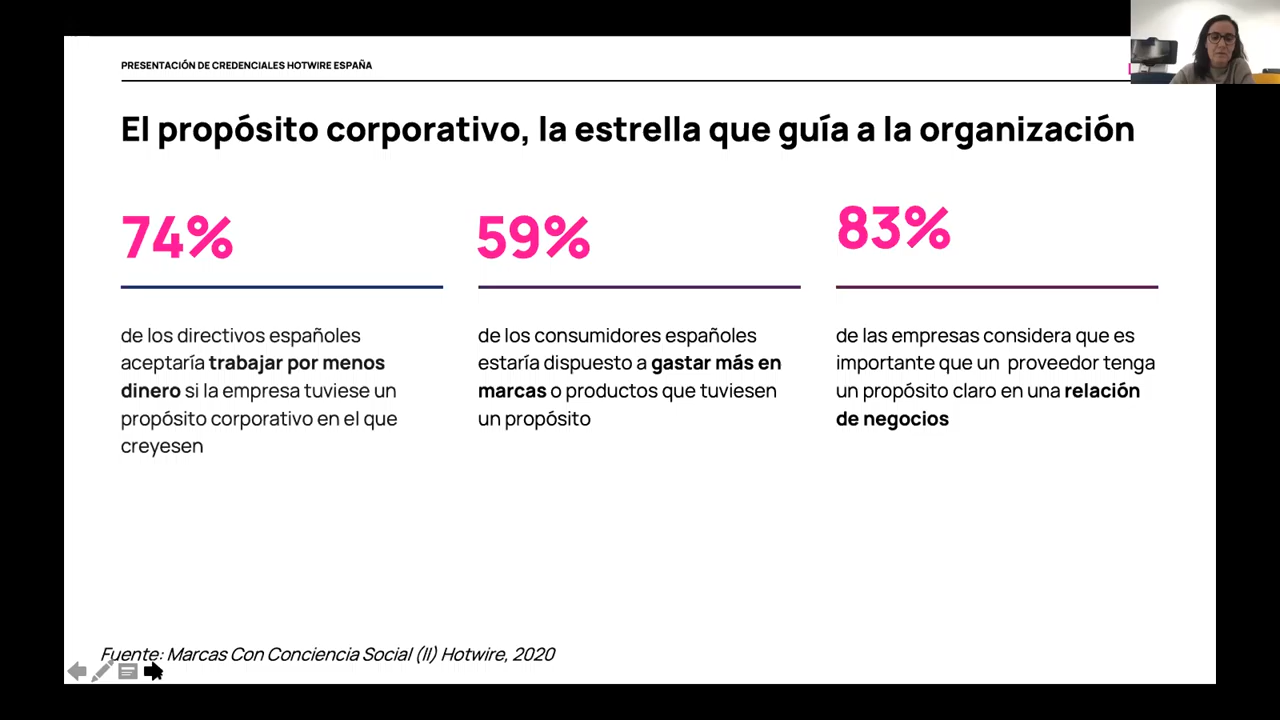 PRESENTACIÓN DE CREDENCIALES HOTWIRE ESPAÑA
El propósito corporativo, la estrella que guía a la organización
74%
de los directivos españoles
aceptaría trabajar por menos
dinero si la empresa tuviese un
propósito corporativo en el que
creyesen
59%
de los consumidores españoles
estaría dispuesto a gastar más en
marcas o productos que tuviesen
un propósito
83%
de las empresas considera que es
importante que un proveedor tenga
un propósito claro en una relación
de negocios
Fuente: Marcas Con Conciencia Social (II) Hotwire, 2020